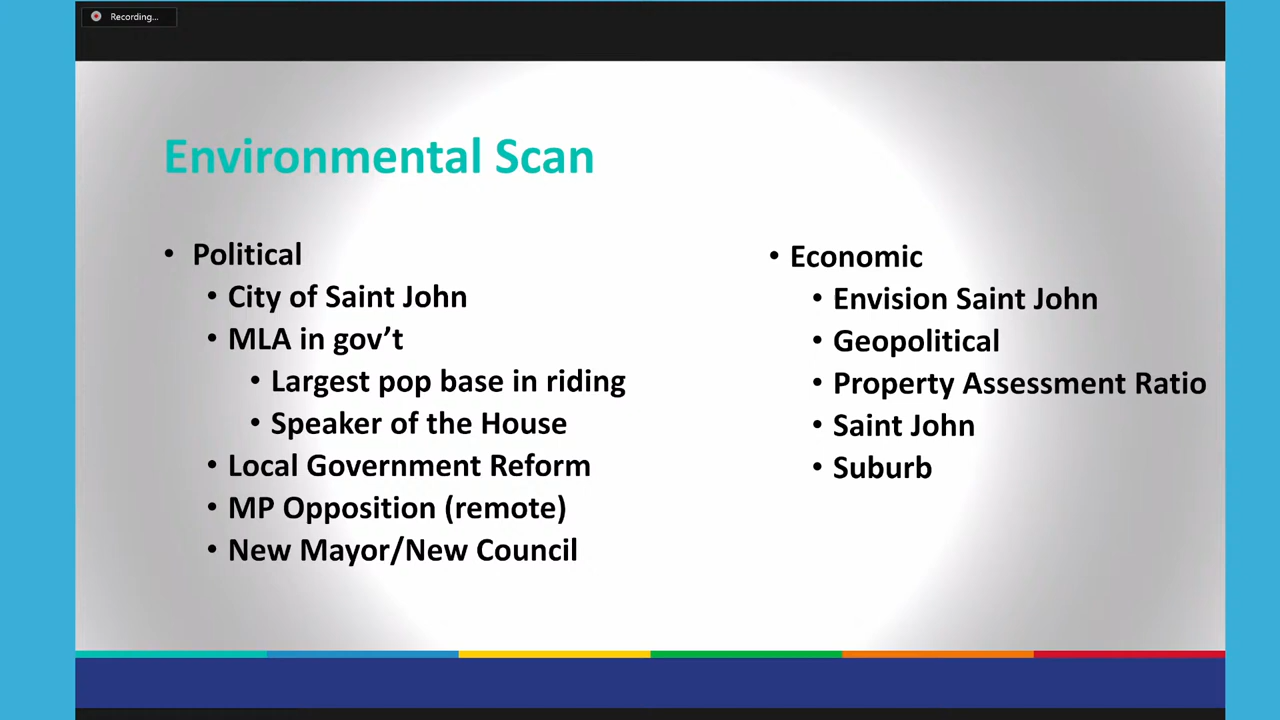 Recording...
Environmental Scan
• Political
• City of Saint John
• MLA in gov’t
• Largest pop base in riding
• Speaker of the House
• Local Government Reform
• MP Opposition (remote)
• New Mayor/New Council
• Economic
• Envision Saint John
• Geopolitical
• Property Assessment Ratio
• Saint John
• Suburb